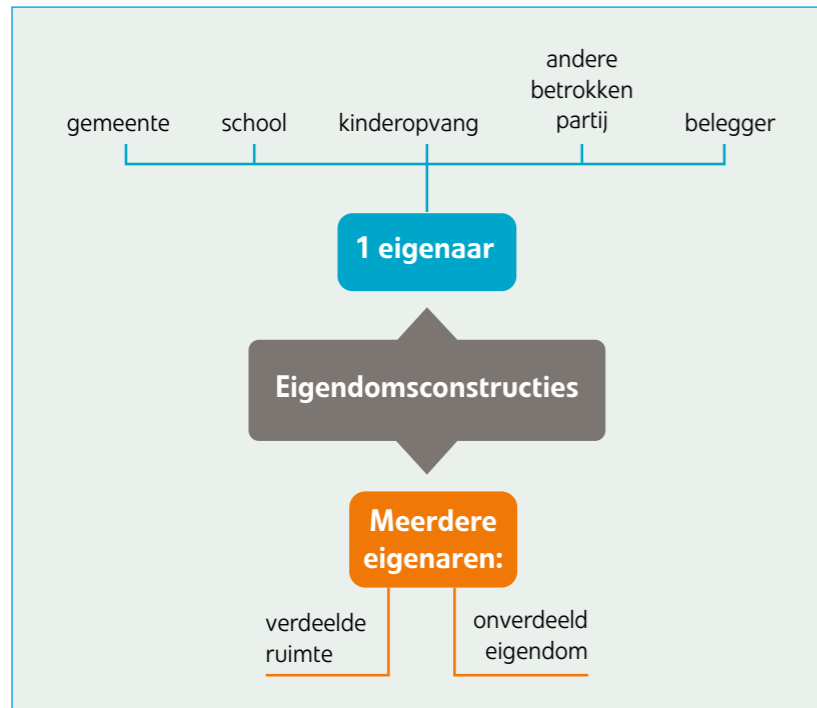 gemeente
school
kinderopvang
andere
betrokken
partij
belegger
1 eigenaar
Eigendomsconstructies
Meerdere
eigenaren:
verdeelde
ruimte
onverdeeld
eigendom